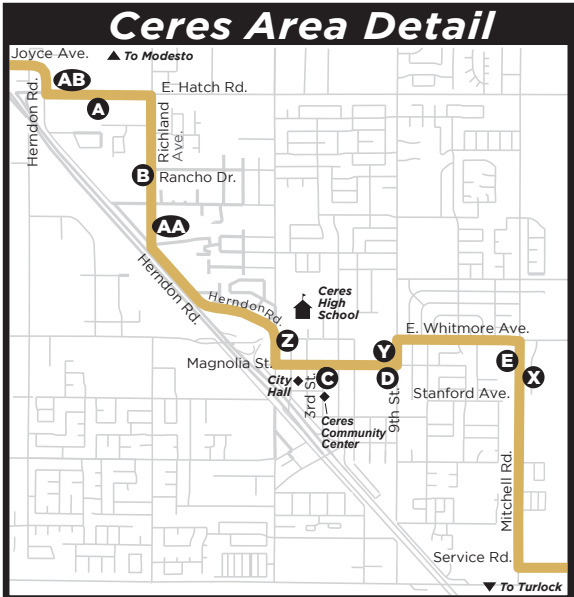 Ceres Area Detail
Joyce Ave.
To Modesto
AB
E. Hatch Rd.
A
Herndon Rd.
Richland
Ave.
B
Rancho Dr.
AA
Herndon Rd.
Herndon Rd.
Ceres
High
School
Z
Y
E. Whitmore Ave.
Magnolia St.
E
X
City
Hall
3rd St.
C
D
9th St.
Stanford Ave.
Ceres
Community
Center
Mitchell Rd.
Service Rd.
To Turlock